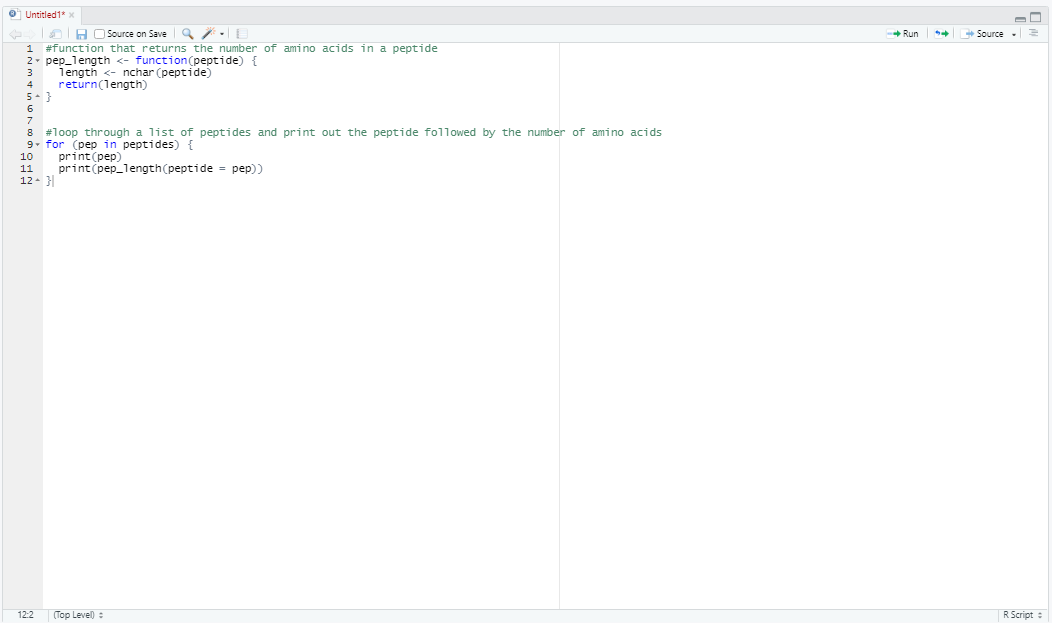 Untitled1*
Source on Save
Run
Source
1 #function that returns the number of amino acids in a peptide
2 pep_length <- function(peptide) {
3   length <- nchar(peptide)
4   return(length)
5 }
6
7
8 #loop through a list of peptides and print out the peptide followed by the number of amino acids
9 for (pep in peptides) {
10   print(pep)
11   print(pep_length(peptide = pep))
12 }
12:2 (Top Level) R Script